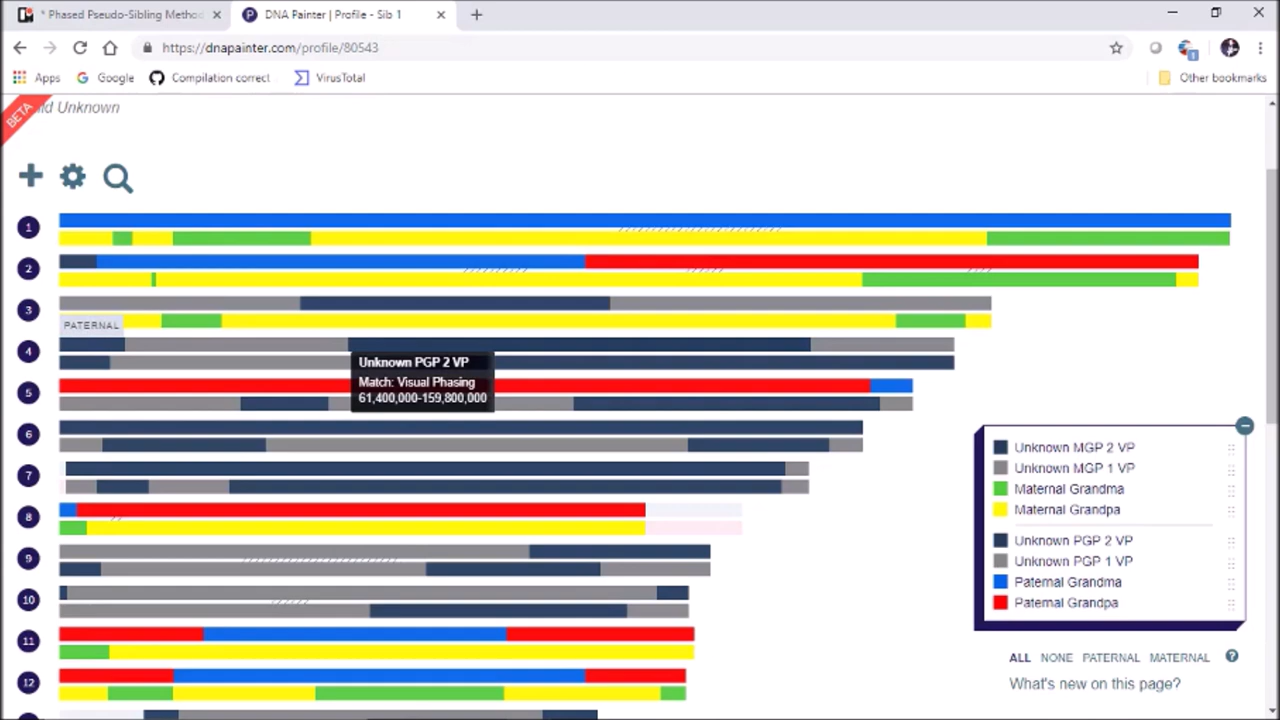 * Phased Pseudo-Sibling Metho
DNA Painter | Profile - Sib 1
https://dnapainter.com/profile/80543
1
Apps
Google
Compilation correct
VirusTotal
Other bookmarks
BETA
Unknown
1
2
3
PATERNAL
4
Unknown PGP 2 VP
Match: Visual Phasing
61,400,000-159,800,000
5
6
7
8
9
10
11
12
Unknown MGP 2 VP
Unknown MGP 1 VP
Maternal Grandma
Maternal Grandpa
Unknown PGP 2 VP
Unknown PGP 1 VP
Paternal Grandma
Paternal Grandpa
ALL NONE PATERNAL MATERNAL ?
What's new on this page?